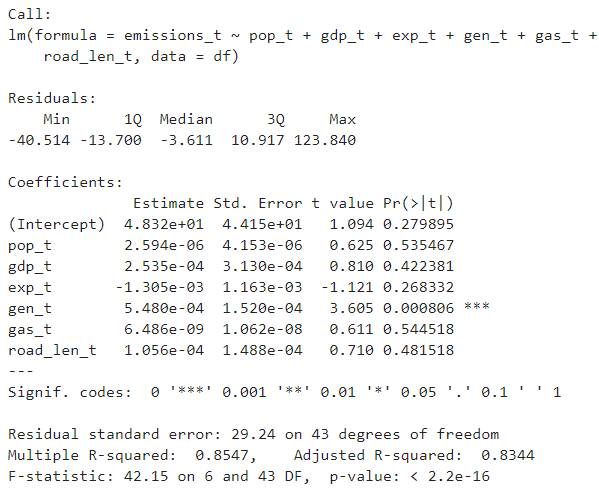 Call:
lm(formula = emissions_t ~ pop_t + gdp_t + exp_t + gen_t + gas_t +
    road_len_t, data = df)

Residuals:
    Min      1Q  Median      3Q     Max
-40.514 -13.700  -3.611  10.917 123.840

Coefficients:
              Estimate Std. Error t value Pr(>|t|)
(Intercept)  4.832e+01  4.415e+01   1.094 0.279895
pop_t        2.594e-06  4.153e-06   0.625 0.535467
gdp_t        2.535e-04  3.130e-04   0.810 0.422381
exp_t       -1.305e-03  1.163e-03  -1.121 0.268332
gen_t        5.480e-04  1.520e-04   3.605 0.000806 ***
gas_t        6.486e-09  1.062e-08   0.611 0.544518
road_len_t   1.056e-04  1.488e-04   0.710 0.481518
---
Signif. codes:  0 '***' 0.001 '**' 0.01 '*' 0.05 '.' 0.1 ' ' 1

Residual standard error: 29.24 on 43 degrees of freedom
Multiple R-squared:  0.8547,    Adjusted R-squared:  0.8344
F-statistic: 42.15 on 6 and 43 DF,  p-value: < 2.2e-16